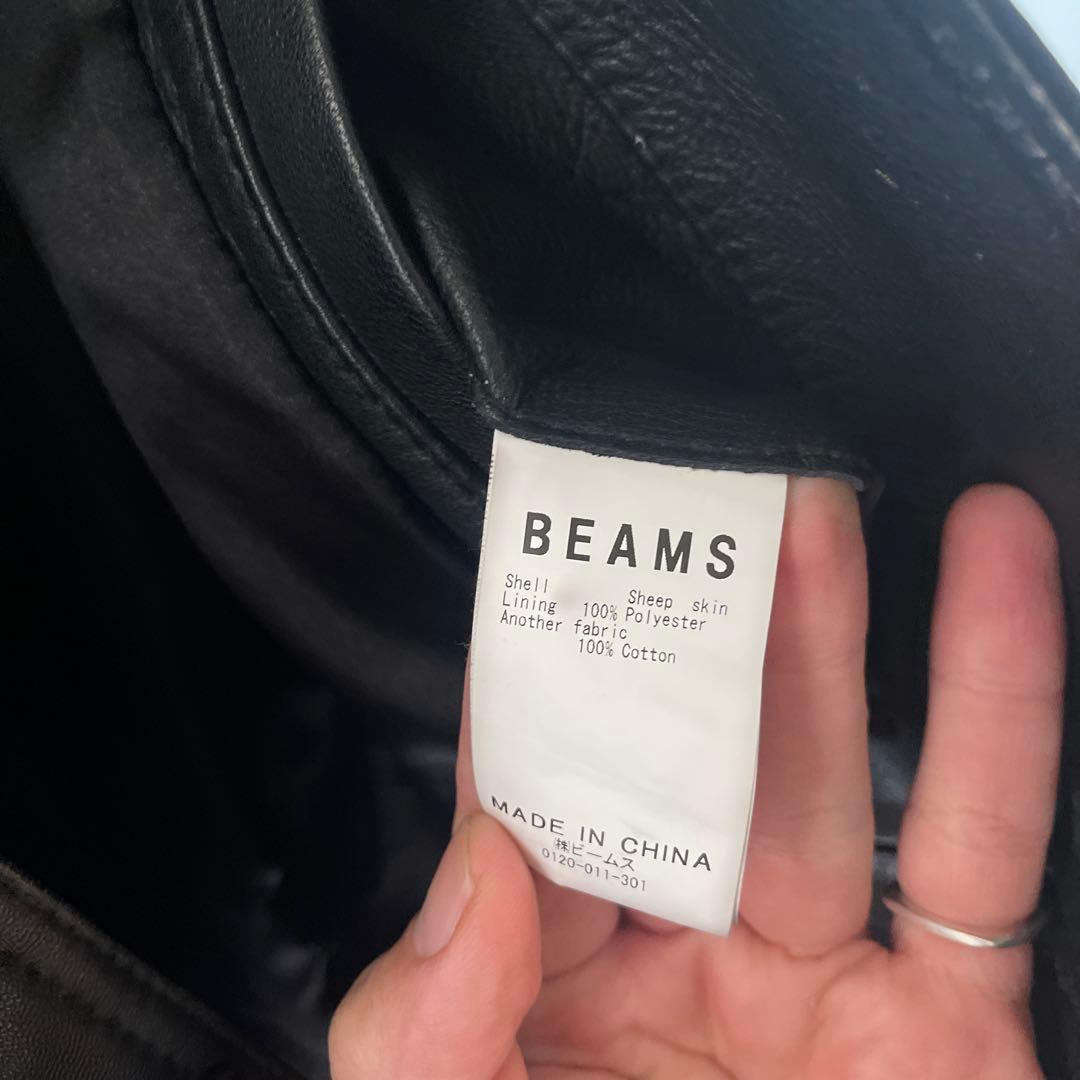 BEAMS
Shell Sheep skin
Lining 100% Polyester
Another fabric
100% Cotton
MADE IN CHINA
㈱ビームス
0120-011-301